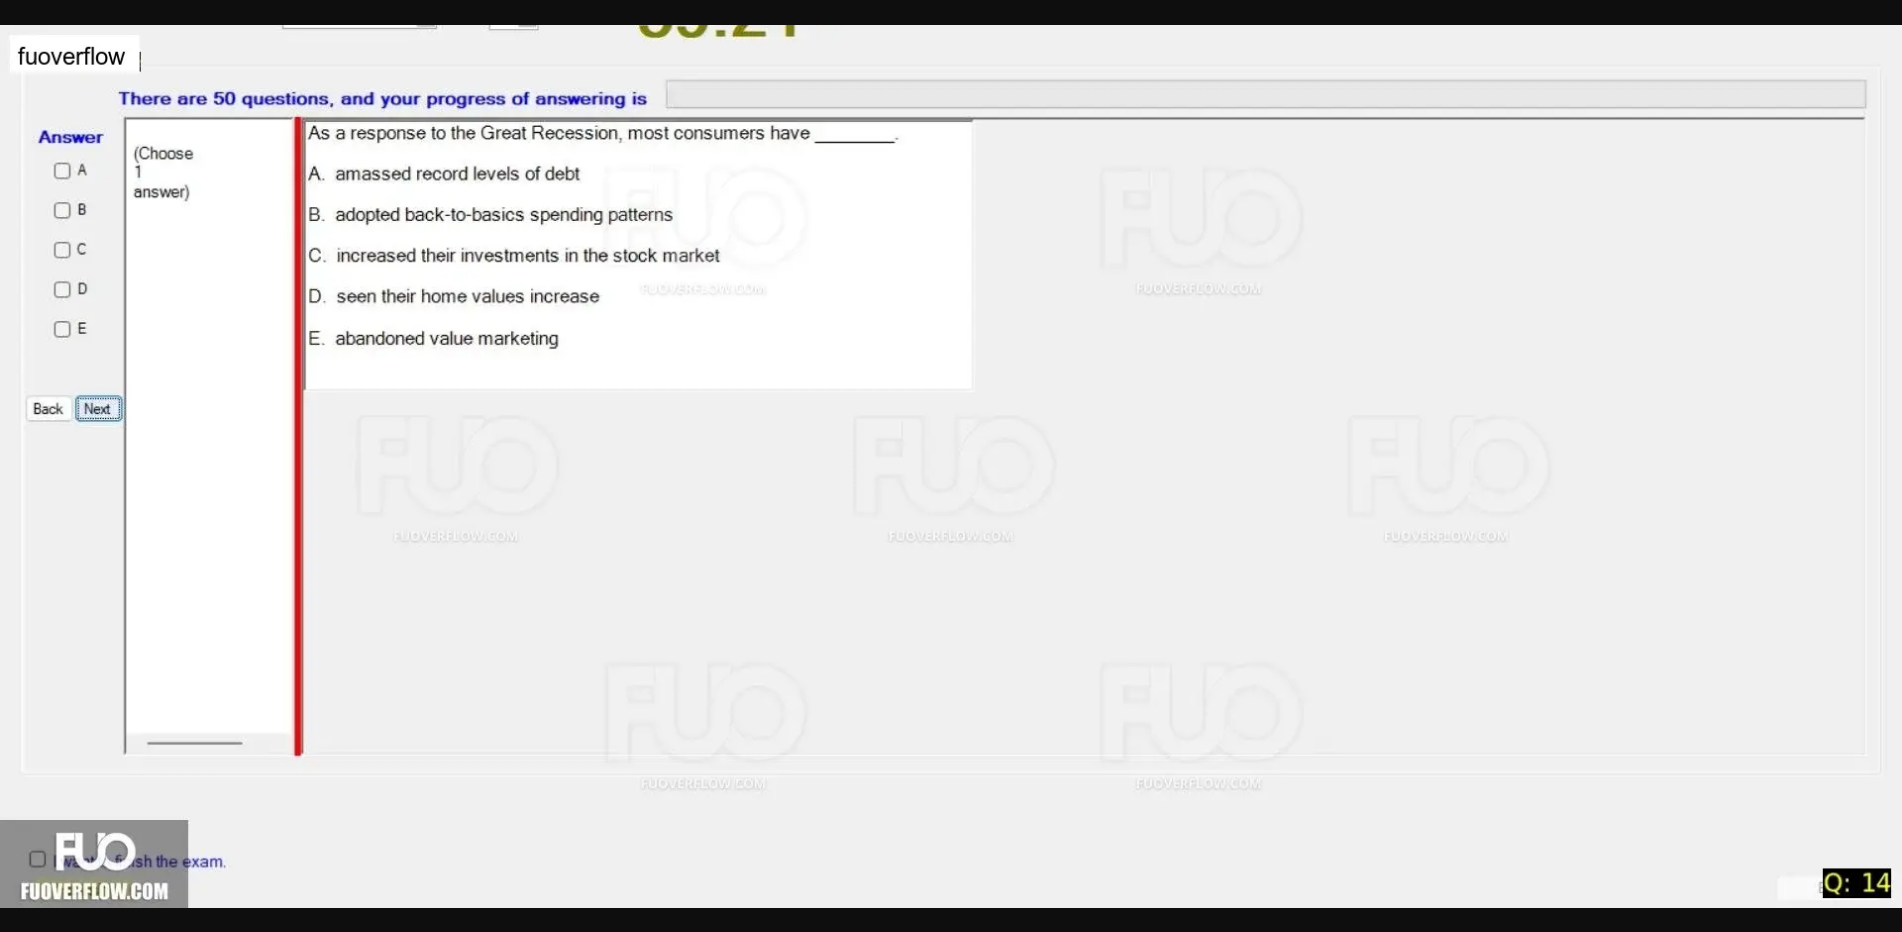 fuoverflow
There are 50 questions, and your progress of answering is
Answer
A
B
C
D
E
Back Next
(Choose
1
answer)
As a response to the Great Recession, most consumers have ________.
A. amassed record levels of debt
B. adopted back-to-basics spending patterns
C. increased their investments in the stock market
D. seen their home values increase
E. abandoned value marketing
FUO
FUOVERFLOW.COM
FUO
FUOVERFLOW.COM
FUO
FUOVERFLOW.COM
FUO
FUOVERFLOW.COM
FUO
FUOVERFLOW.COM
FUO
FUOVERFLOW.COM
FUO
FUOVERFLOW.COM
the exam.
FUO
FUOVERFLOW.COM
Q: 14